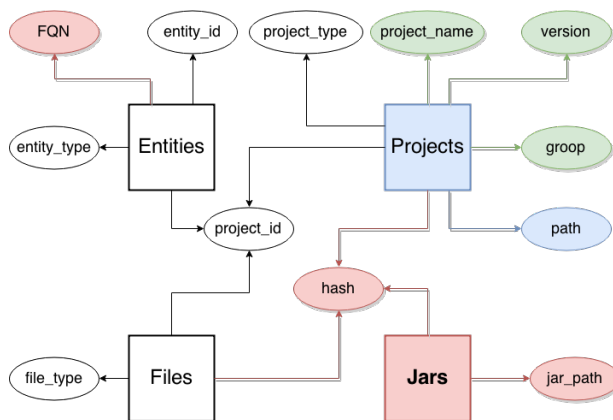 FQN
entity_id
project_type
project_name
version
entity_type
Entities
Projects
groop
project_id
path
hash
file_type
Files
Jars
jar_path